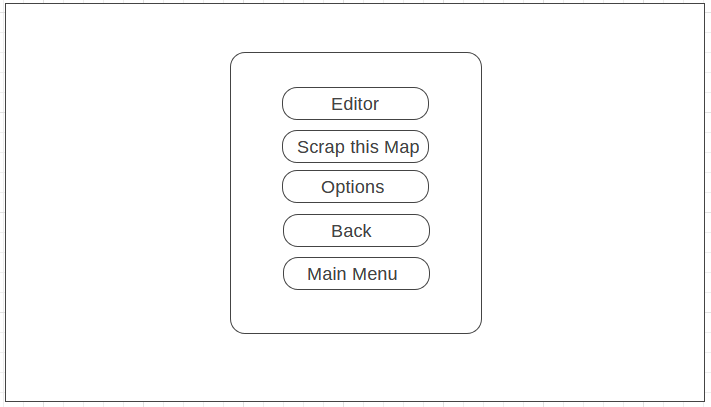 Editor
Scrap this Map
Options
Back
Main Menu